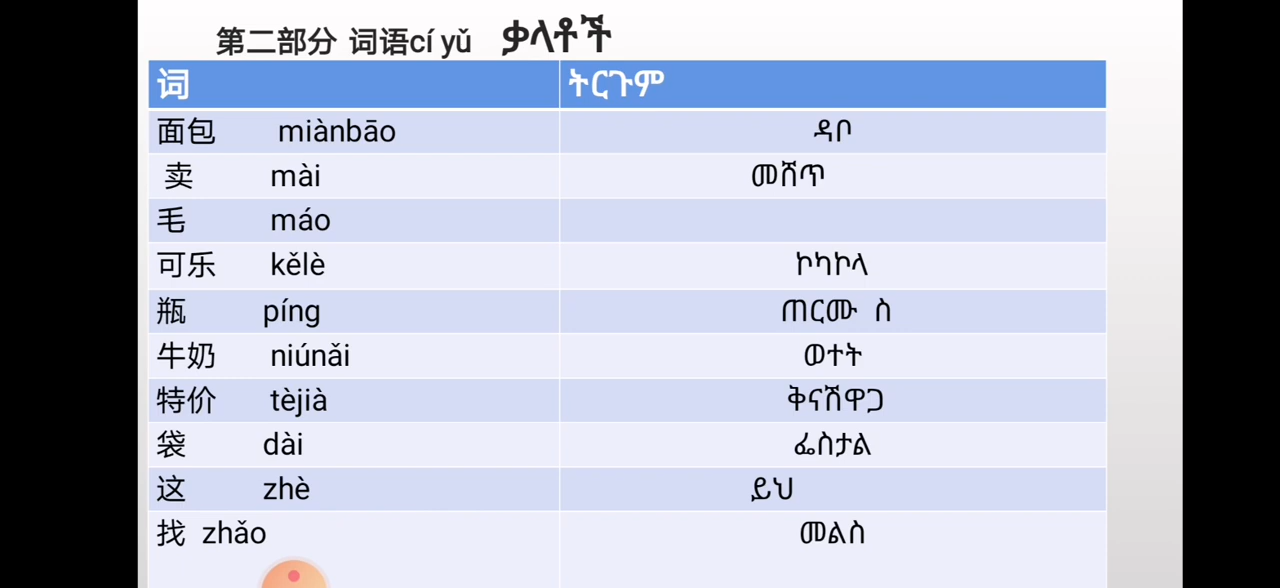 第二部分 词语cí yǔ ቃላቶች
词 ትርጉም
面包 miànbāo ዳቦ
卖 mài መሸጥ
毛 máo
可乐 kělè ኮካኮላ
瓶 píng ጠርሙ ስ
牛奶 niúnǎi ወተት
特价 tèjià ቅናሽዋጋ
袋 dài ፌስታል
这 zhè ይህ
找 zhǎo መልስ